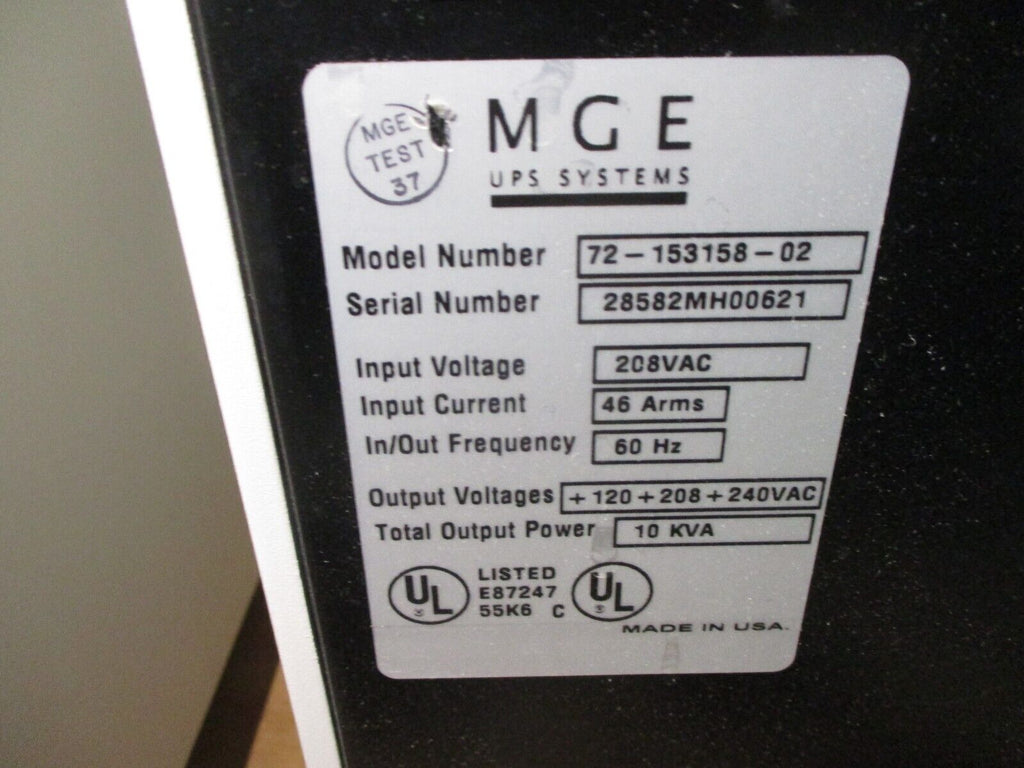 MGE
TEST
37
MGE
UPS SYSTEMS
Model Number 72-153158-02
Serial Number 28582MH00621
Input Voltage 208VAC
Input Current 46 Arms
In/Out Frequency 60 Hz
Output Voltages +120+208+240VAC
Total Output Power 10 KVA
UL LISTED UL
E87247
55K6 C
MADE IN USA.